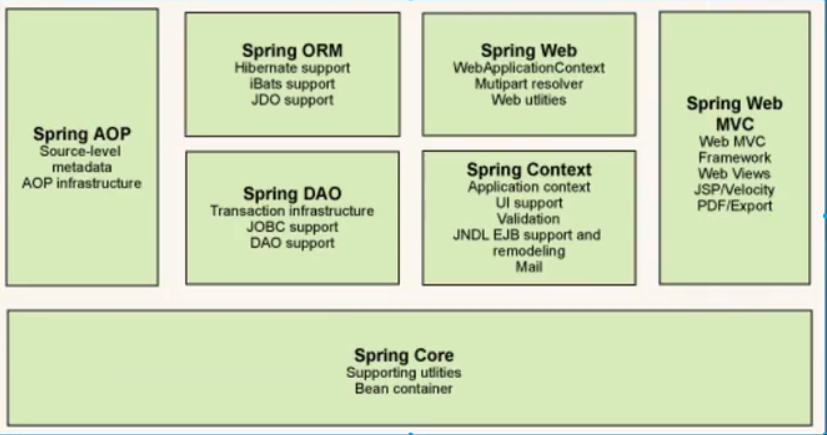 Spring AOP
Source-level
metadata
AOP infrastructure
Spring ORM
Hibernate support
iBats support
JDO support
Spring DAO
Transaction infrastructure
JOBC support
DAO support
Spring Web
WebApplicationContext
Mutipart resolver
Web utlities
Spring Context
Application context
UI support
Validation
JNDL EJB support and
remodeling
Mail
Spring Web
MVC
Web MVC
Framework
Web Views
JSP/Velocity
PDF/Export
Spring Core
Supporting utlities
Bean container